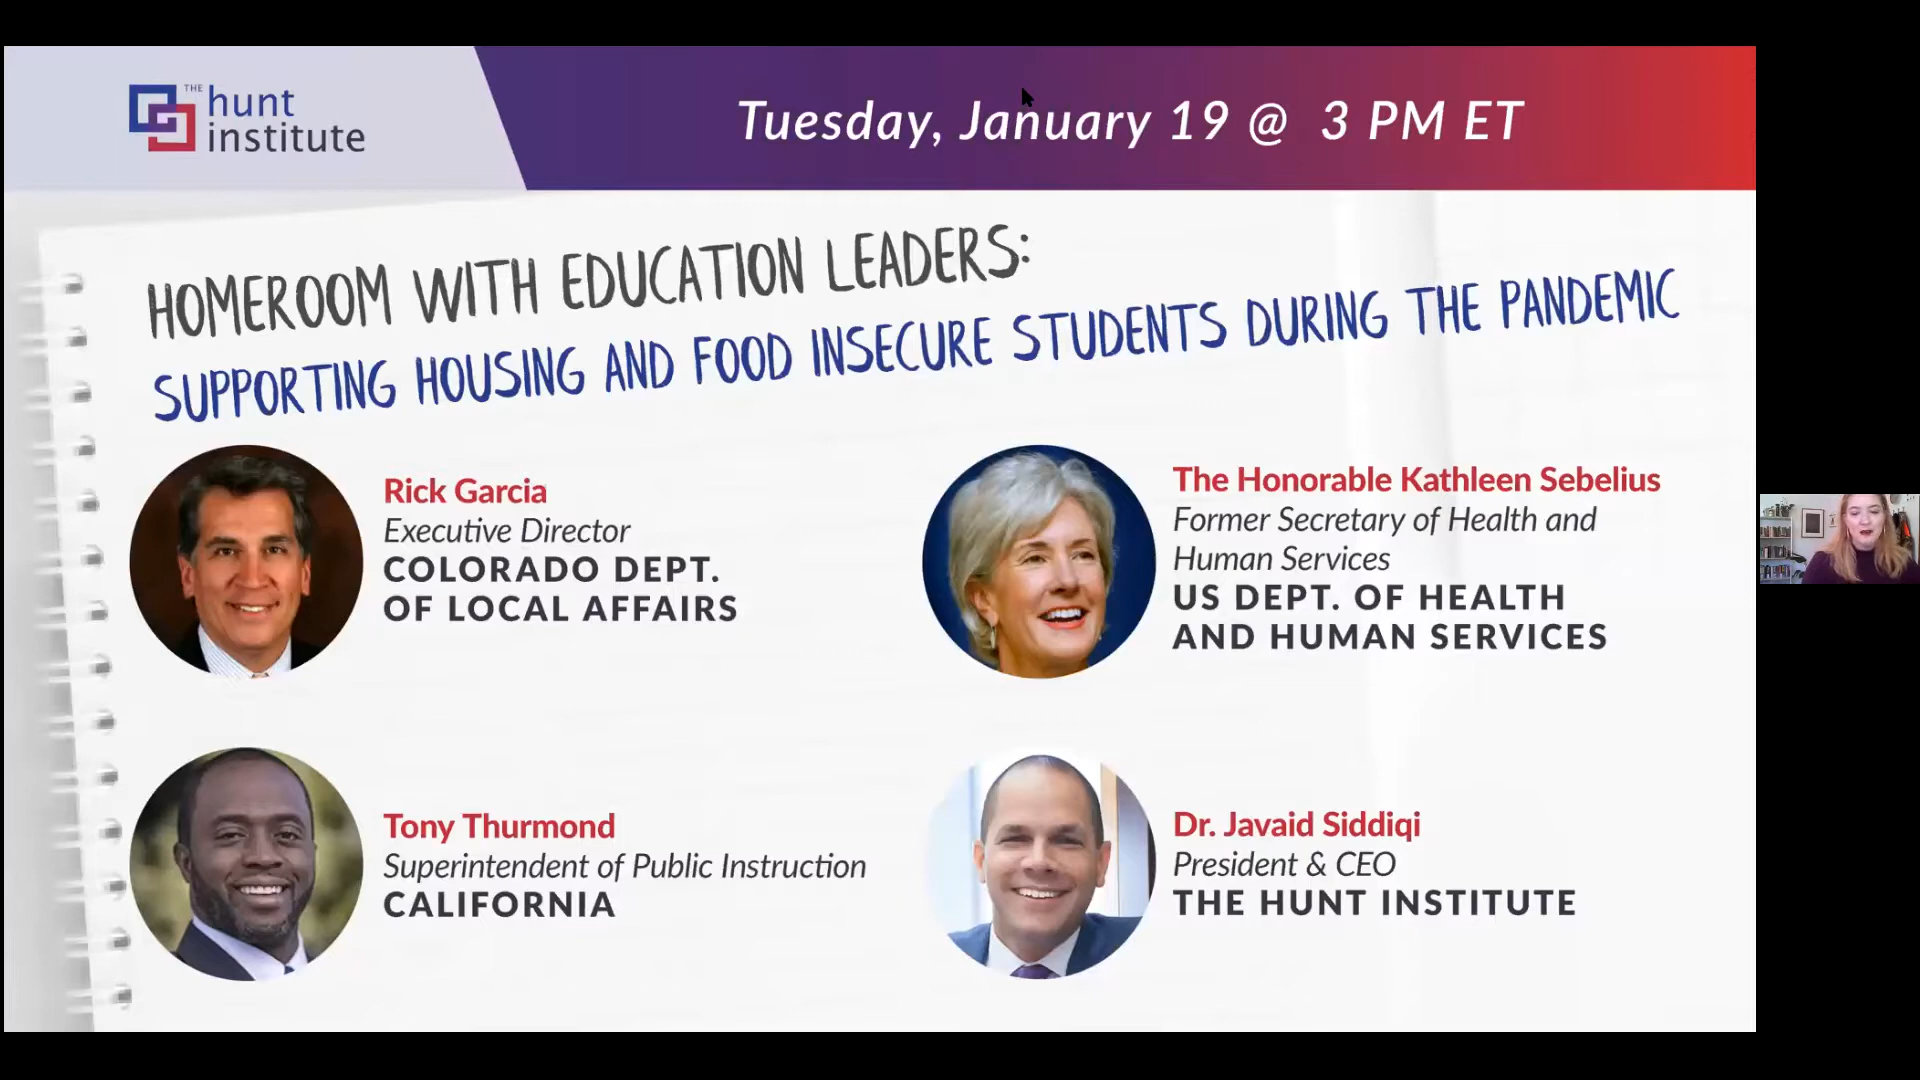 THE hunt
institute
Tuesday, January 19 @ 3 PM ET
HOMEROOM WITH EDUCATION LEADERS:
SUPPORTING HOUSING AND FOOD INSECURE STUDENTS DURING THE PANDEMIC
Rick Garcia
Executive Director
COLORADO DEPT.
OF LOCAL AFFAIRS
The Honorable Kathleen Sebelius
Former Secretary of Health and
Human Services
US DEPT. OF HEALTH
AND HUMAN SERVICES
Tony Thurmond
Superintendent of Public Instruction
CALIFORNIA
Dr. Javaid Siddiqi
President & CEO
THE HUNT INSTITUTE